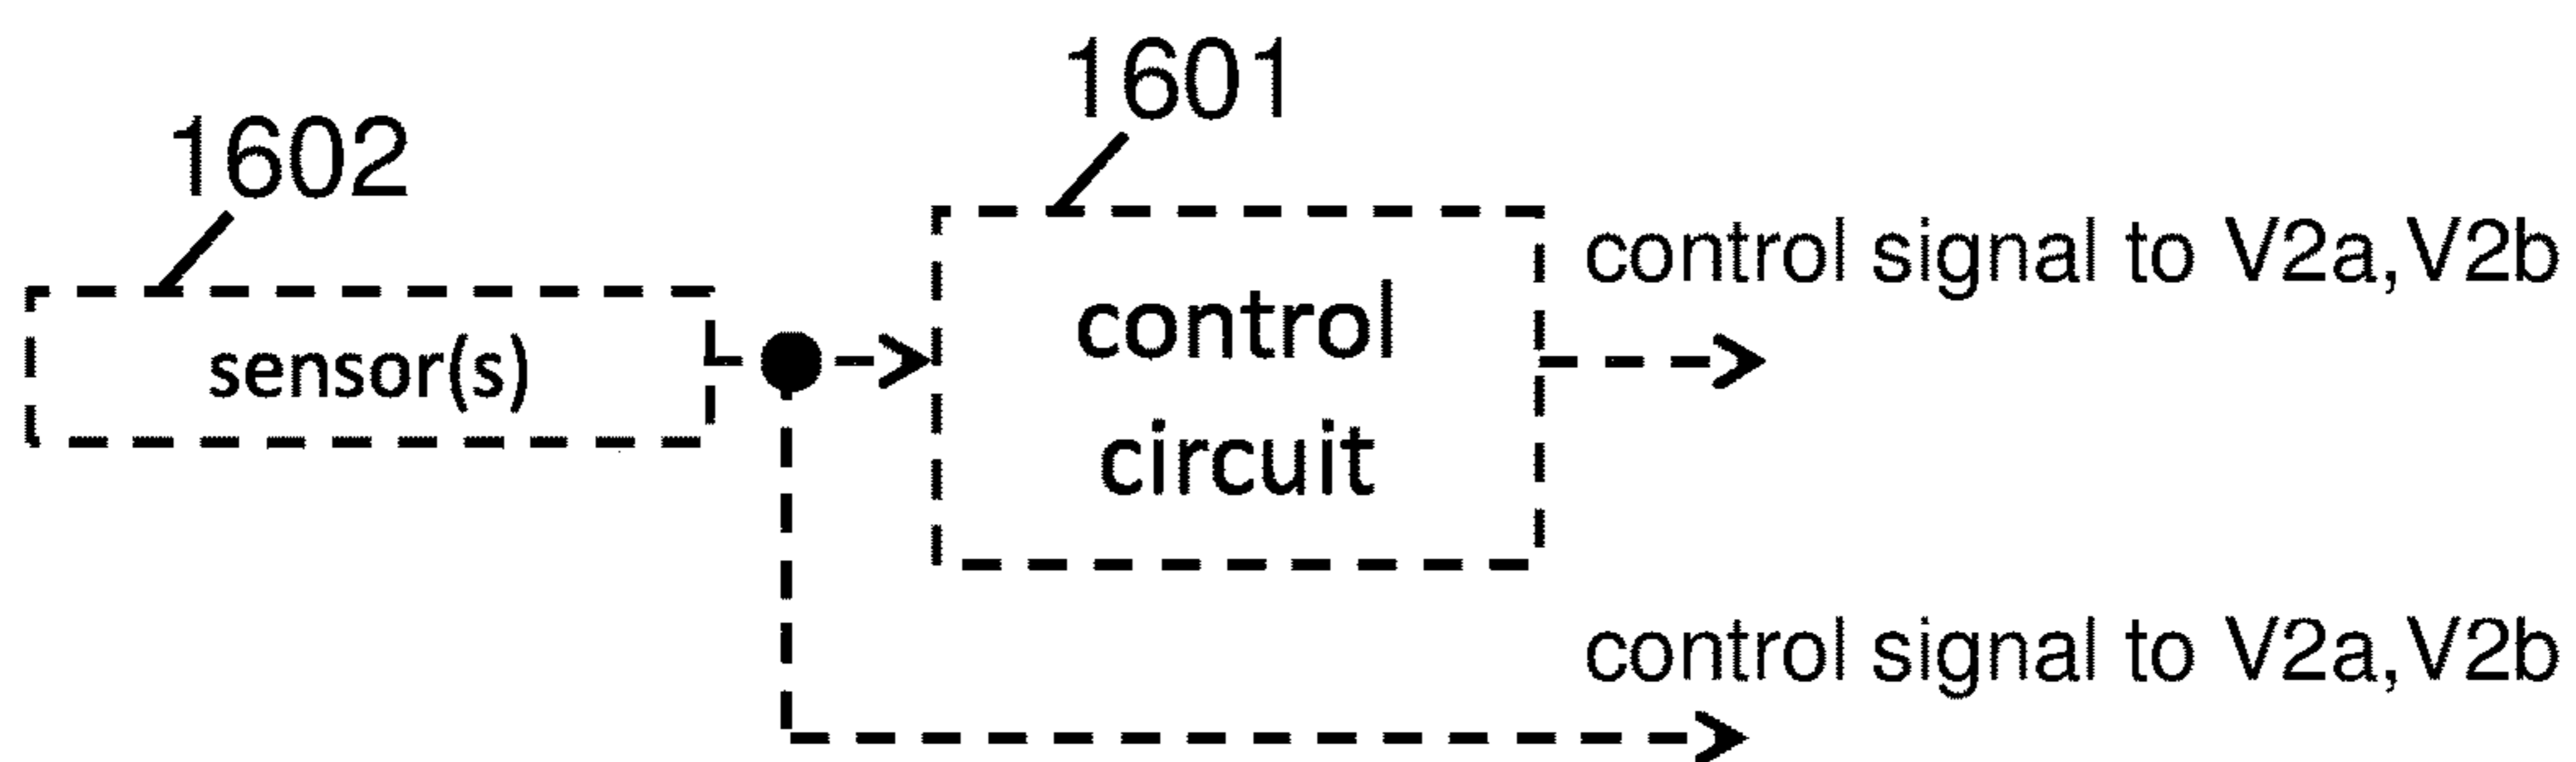 1601
1602
control signal to V2a,V2b
sensor(s)
control
circuit
control signal to V2a,V2b